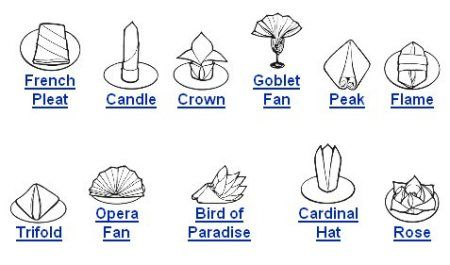 French
Pleat
Candle
Crown
Goblet
Fan
Peak
Flame
Trifold
Opera
Fan
Bird of
Paradise
Cardinal
Hat
Rose